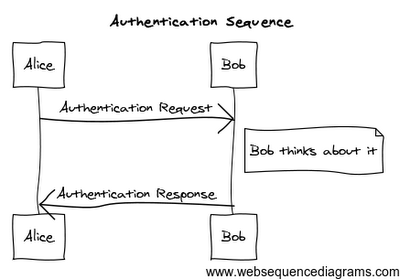 Authentication Sequence
Alice
Bob
Authentication Request
Bob thinks about it
Authentication Response
Alice
Bob
www.websequencediagrams.com